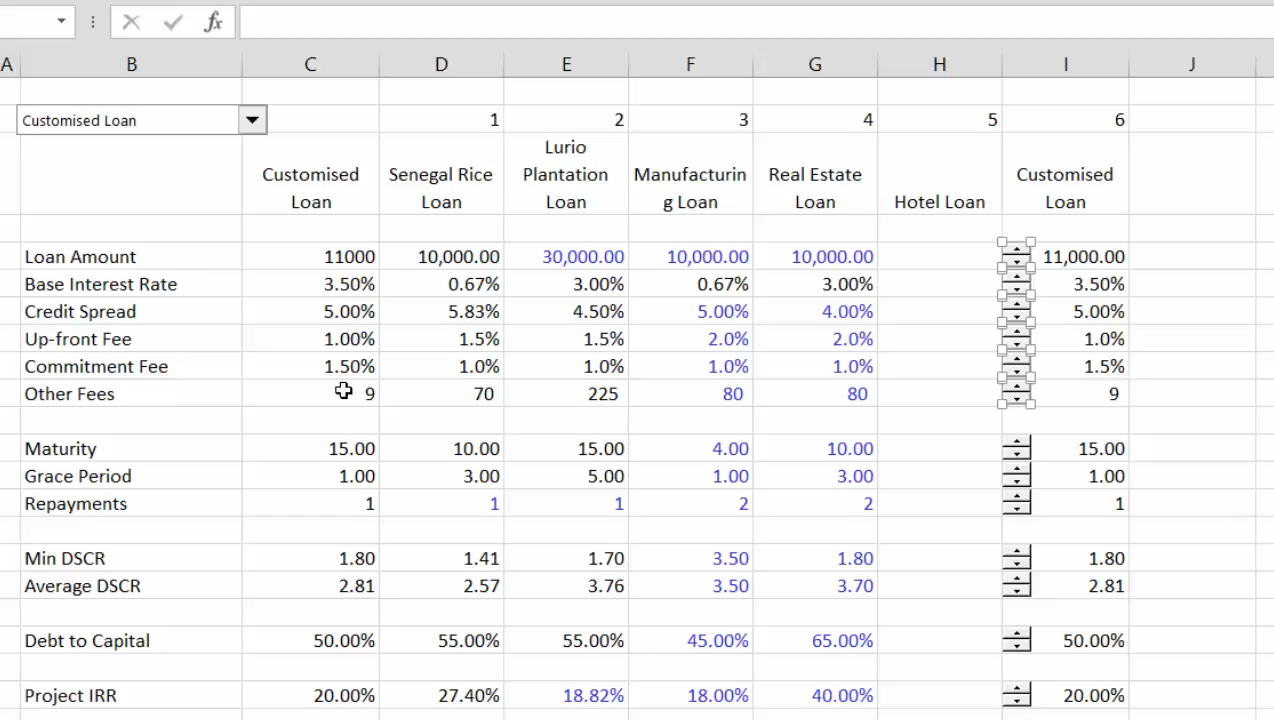 fx
A B C D E F G H I J
Customised Loan 1 2 3 4 5 6
Customised Loan Senegal Rice Loan Lurio Plantation Loan Manufacturin g Loan Real Estate Loan Hotel Loan Customised Loan
Loan Amount 11000 10,000.00 30,000.00 10,000.00 10,000.00 11,000.00
Base Interest Rate 3.50% 0.67% 3.00% 0.67% 3.00% 3.50%
Credit Spread 5.00% 5.83% 4.50% 5.00% 4.00% 5.00%
Up-front Fee 1.00% 1.5% 1.5% 2.0% 2.0% 1.0%
Commitment Fee 1.50% 1.0% 1.0% 1.0% 1.0% 1.5%
Other Fees 9 70 225 80 80 9
Maturity 15.00 10.00 15.00 4.00 10.00 15.00
Grace Period 1.00 3.00 5.00 1.00 3.00 1.00
Repayments 1 1 1 2 2 1
Min DSCR 1.80 1.41 1.70 3.50 1.80 1.80
Average DSCR 2.81 2.57 3.76 3.50 3.70 2.81
Debt to Capital 50.00% 55.00% 55.00% 45.00% 65.00% 50.00%
Project IRR 20.00% 27.40% 18.82% 18.00% 40.00% 20.00%